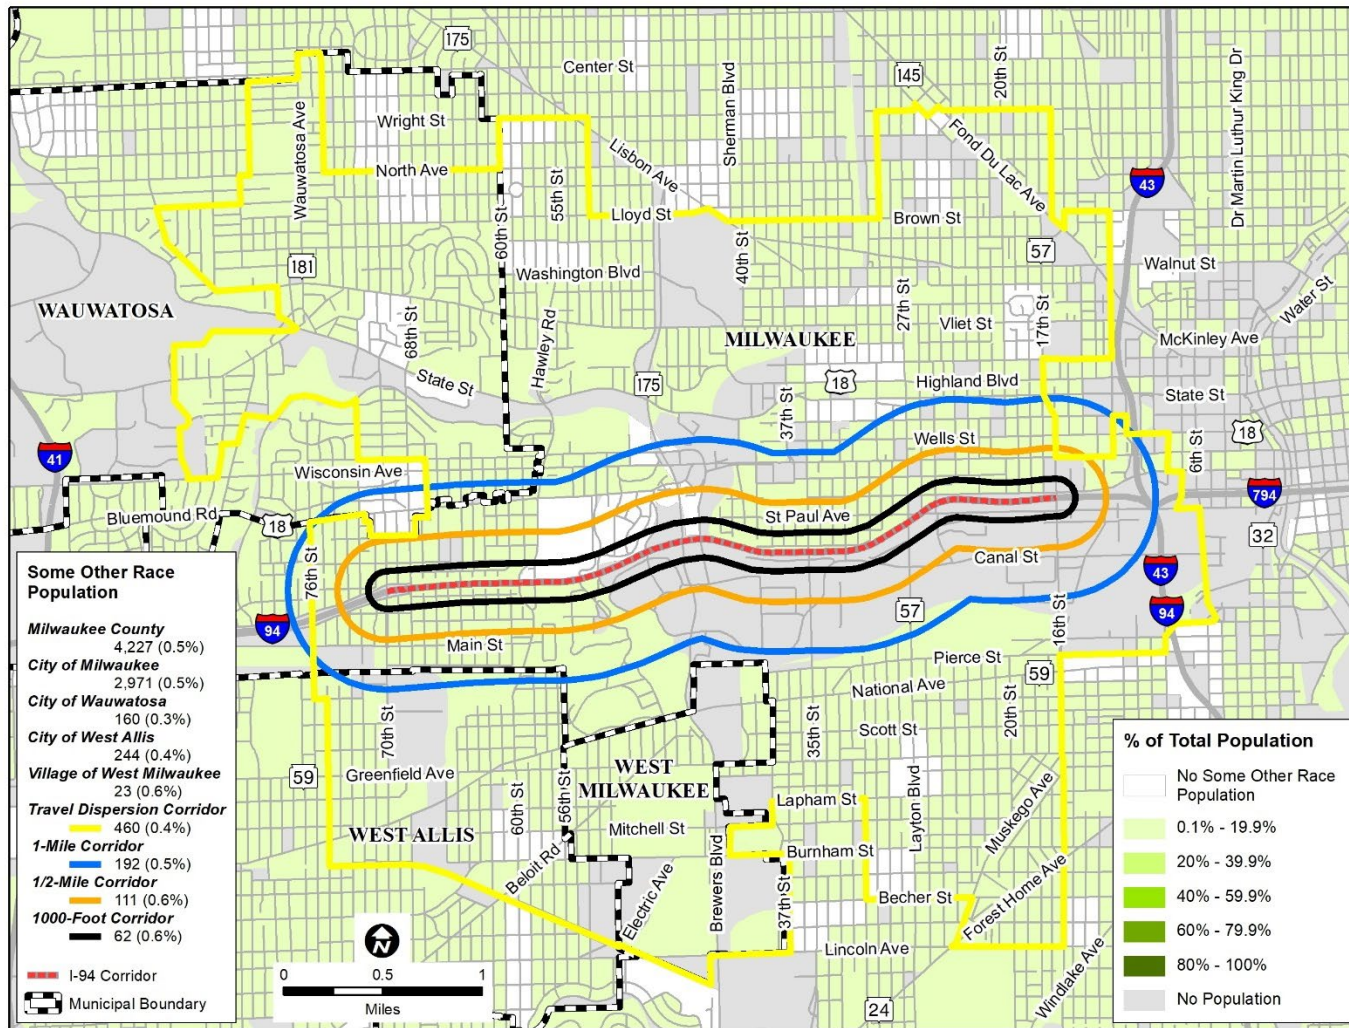 175
Center St
Sherman Blvd
145
20th St
Dr Martin Luthur King Dr
Wauwatosa Ave
Wright St
North Ave
Lisbon Ave
Fond Du Lac Ave
43
55th St
60th St
Lloyd St
Brown St
40th St
57
181
Washington Blvd
Walnut St
Water St
WAUWATOSA
68th St
Hawley Rd
MILWAUKEE
27th St
Vliet St
17th St
McKinley Ave
State St
175
37th St
18
Highland Blvd
State St
41
Wisconsin Ave
Wells St
6th St
18
Bluemound Rd
18
St Paul Ave
794
32
76th St
Canal St
43
94
94
Main St
57
16th St
Pierce St
59
National Ave
70th St
35th St
Scott St
20th St
59
Greenfield Ave
60th St
56th St
WEST
MILWAUKEE
Lapham St
Layton Blvd
Muskego Ave
WEST ALLIS
Mitchell St
Burnham St
Beloit Rd
Electric Ave
Brewers Blvd
37th St
Becher St
Forest Home Ave
Lincoln Ave
Windlake Ave
24
Some Other Race
Population
Milwaukee County
4,227 (0.5%)
City of Milwaukee
2,971 (0.5%)
City of Wauwatosa
160 (0.3%)
City of West Allis
244 (0.4%)
Village of West Milwaukee
23 (0.6%)
Travel Dispersion Corridor
460 (0.4%)
1-Mile Corridor
192 (0.5%)
1/2-Mile Corridor
111 (0.6%)
1000-Foot Corridor
62 (0.6%)
I-94 Corridor
Municipal Boundary
N
0 0.5 1
Miles
% of Total Population
No Some Other Race
Population
0.1% - 19.9%
20% - 39.9%
40% - 59.9%
60% - 79.9%
80% - 100%
No Population